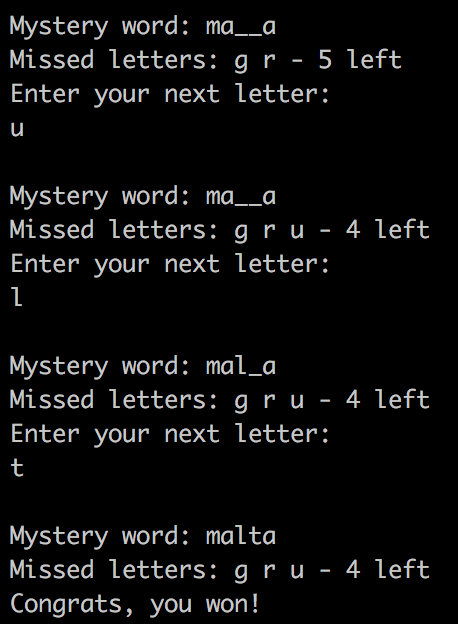 Mystery word: ma__a
Missed letters: g r - 5 left
Enter your next letter:
u
Mystery word: ma__a
Missed letters: g r u - 4 left
Enter your next letter:
l
Mystery word: mal_a
Missed letters: g r u - 4 left
Enter your next letter:
t
Mystery word: malta
Missed letters: g r u - 4 left
Congrats, you won!